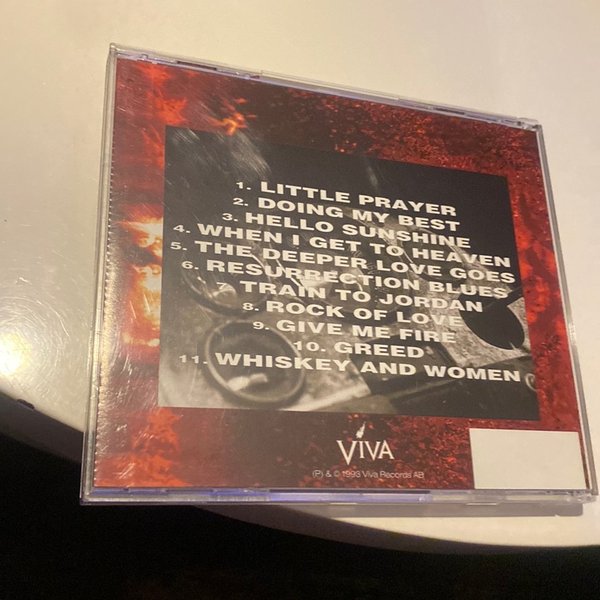 1. LITTLE PRAYER
2. DOING MY BEST
3. HELLO SUNSHINE
4. WHEN I GET TO HEAVEN
5. THE DEEPER LOVE GOES
6. RESURRECTION BLUES
7. TRAIN TO JORDAN
8. ROCK OF LOVE
9. GIVE ME FIRE
10. GREED
11. WHISKEY AND WOMEN
VIVA
(P) & © 1993 Viva Records AB